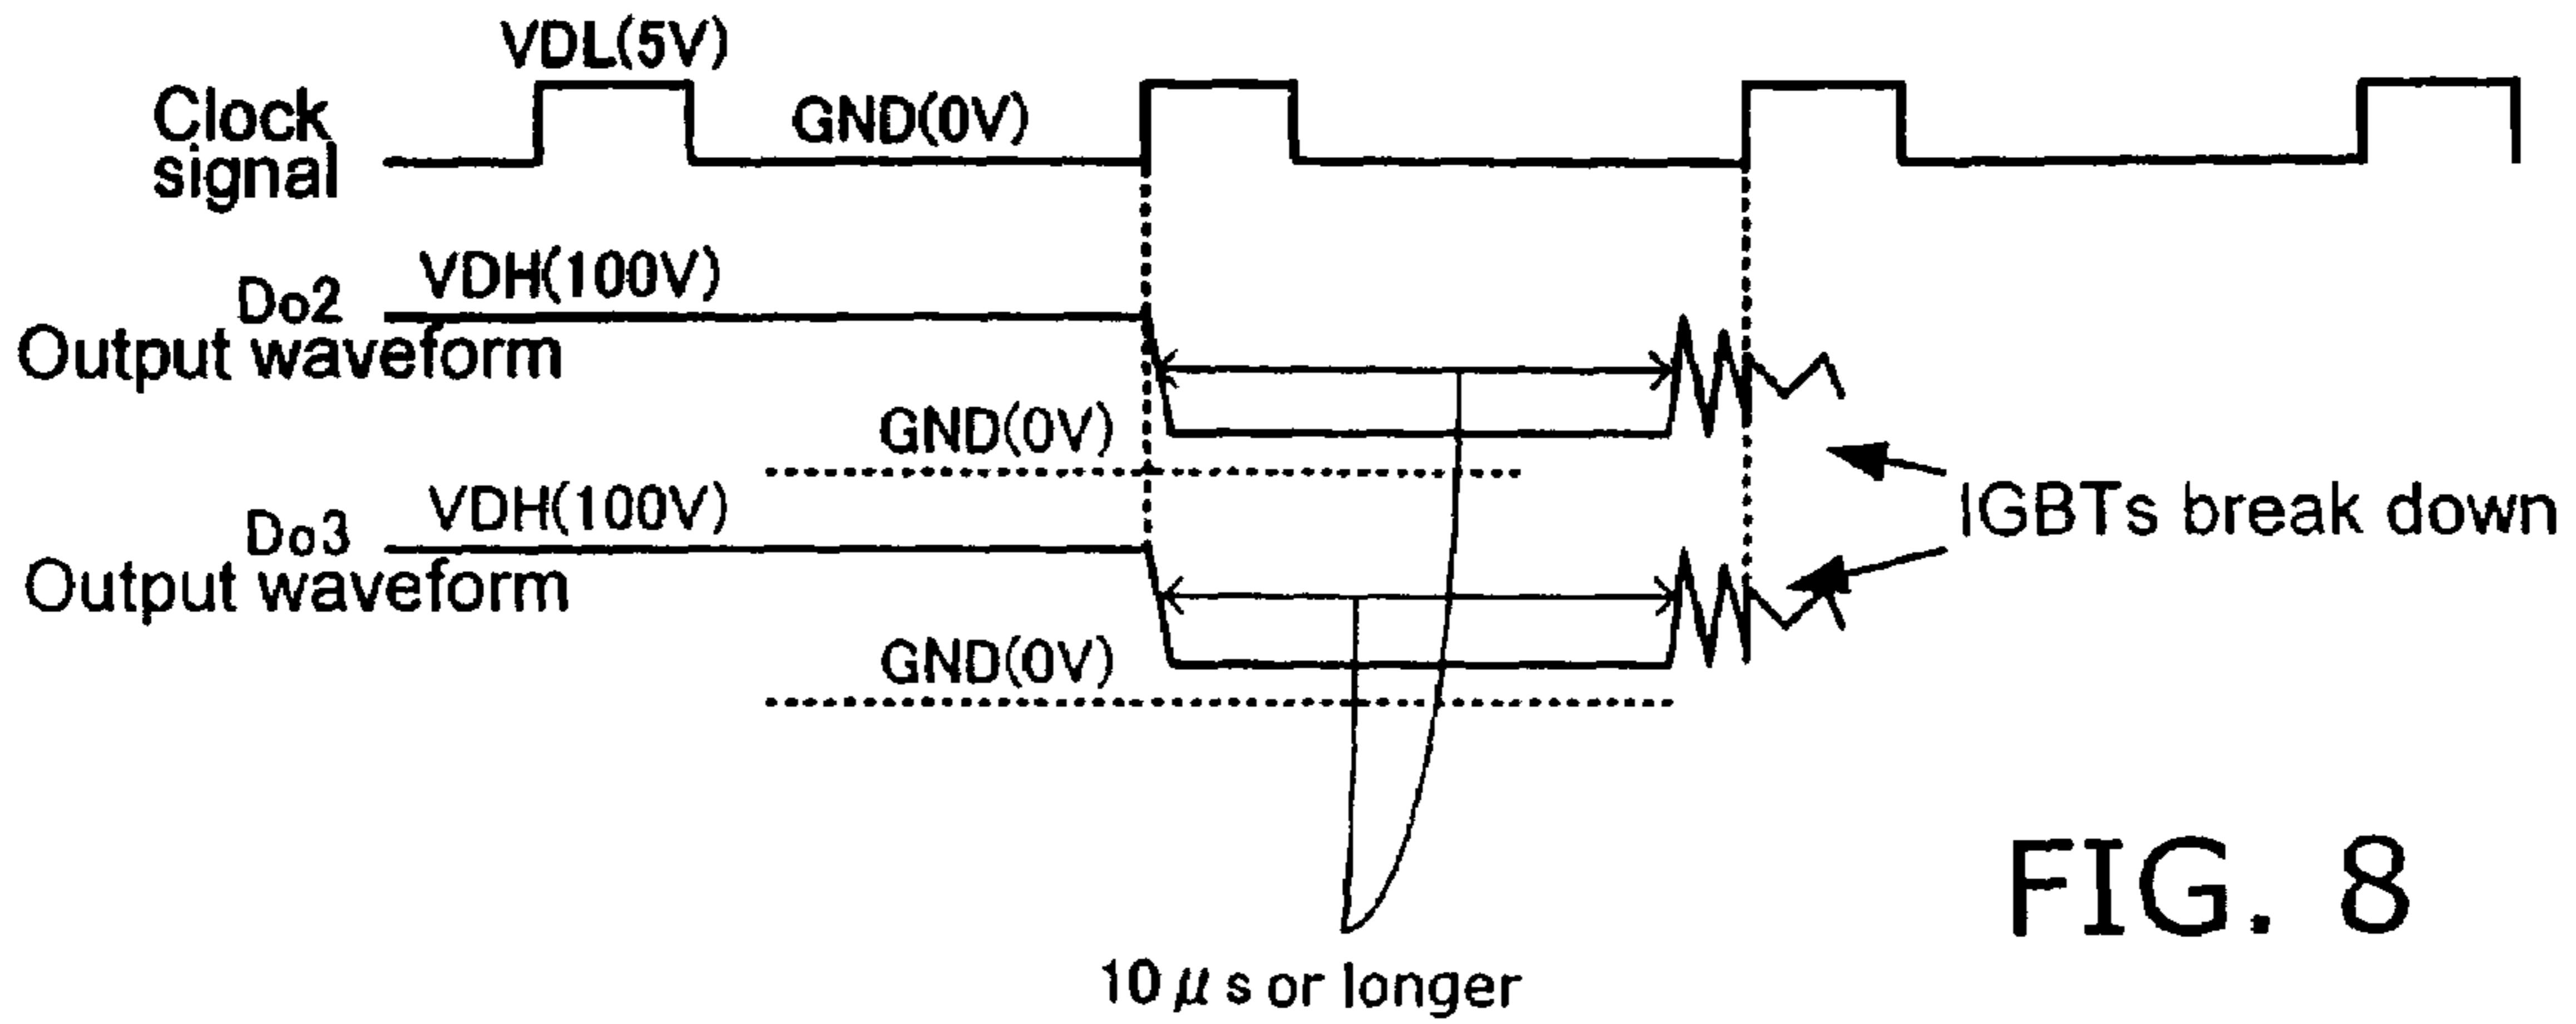 VDL(5V)
Clock
signal
GND(0V)
Do2
VDH(100V)
Output waveform
GND(0V)
Do3
VDH(100V)
Output waveform
GND(0V)
IGBTs break down
10μs or longer
FIG. 8